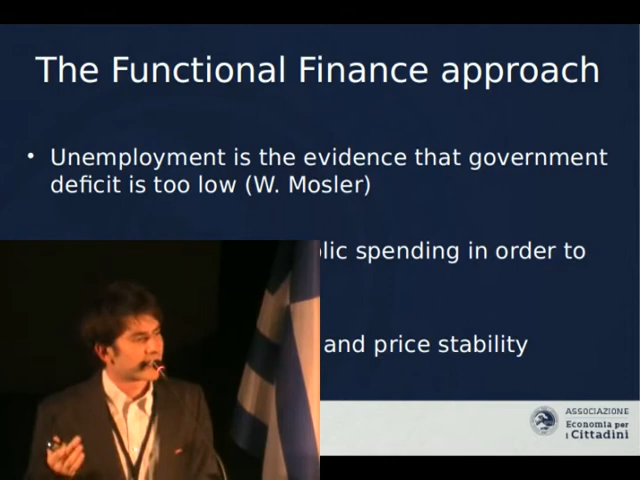 The Functional Finance approach
• Unemployment is the evidence that government
deficit is too low (W. Mosler)
spending in order to
and price stability
ASSOCIAZIONE
Economia per
i Cittadini